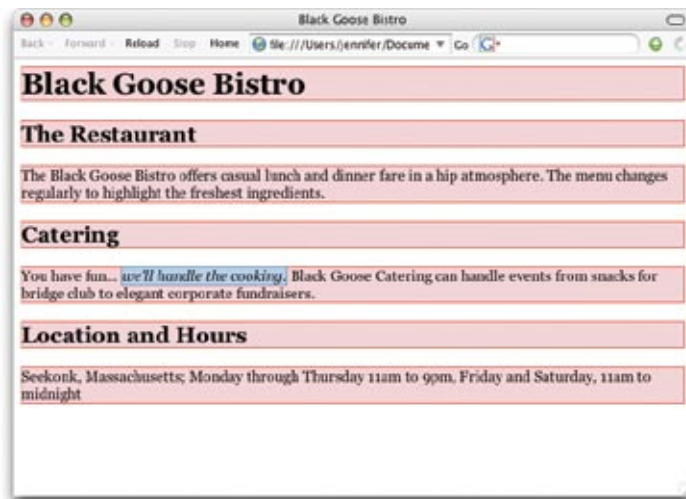 Black Goose Bistro
Back Forward Reload Stop Home file:///Users/jennifer/Docume Go G
Black Goose Bistro
The Restaurant
The Black Goose Bistro offers casual lunch and dinner fare in a hip atmosphere. The menu changes
regularly to highlight the freshest ingredients.
Catering
You have fun... we'll handle the cooking. Black Goose Catering can handle events from snacks for
bridge club to elegant corporate fundraisers.
Location and Hours
Seekonk, Massachusetts; Monday through Thursday 11am to 9pm, Friday and Saturday, 11am to
midnight